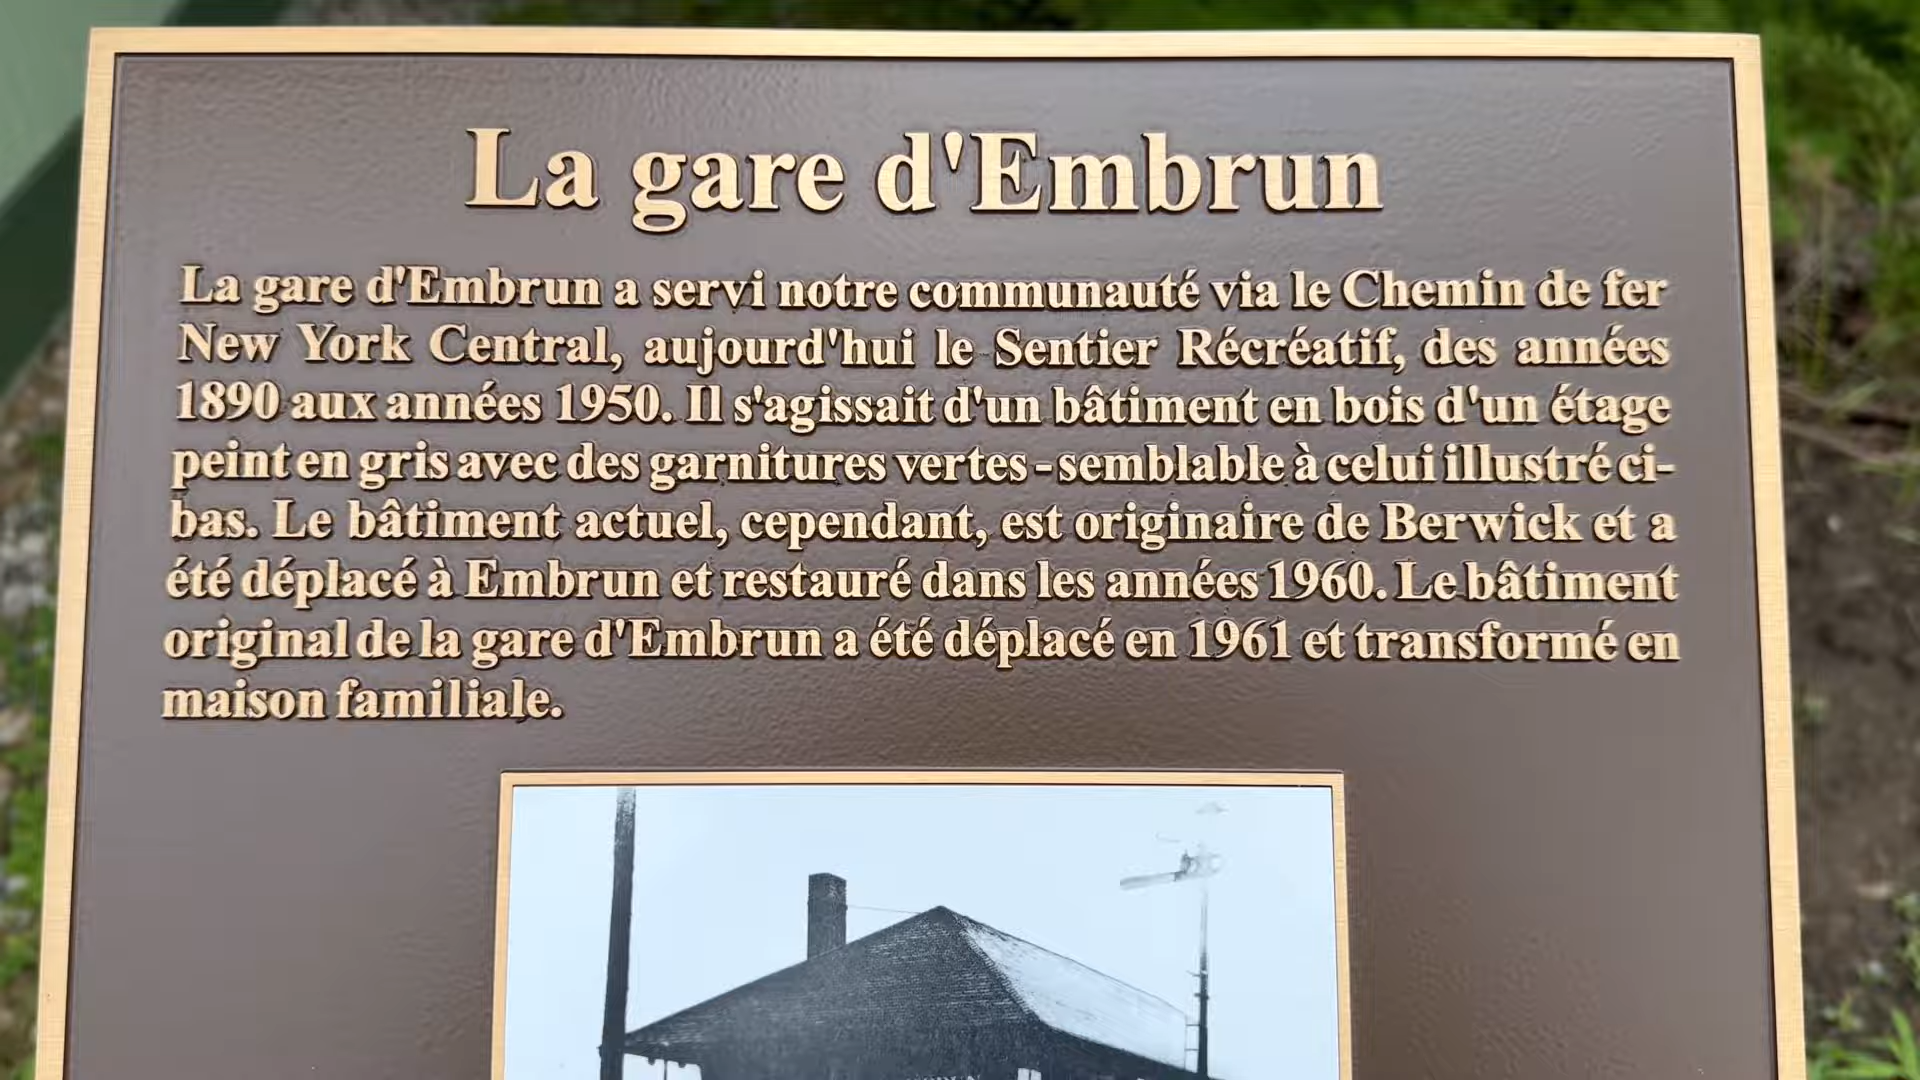 La gare d'Embrun
La gare d'Embrun a servi notre communauté via le Chemin de fer
New York Central, aujourd'hui le Sentier Récréatif, des années
1890 aux années 1950. Il s'agissait d'un bâtiment en bois d'un étage
peint en gris avec des garnitures vertes - semblable à celui illustré ci-
bas. Le bâtiment actuel, cependant, est originaire de Berwick et a
été déplacé à Embrun et restauré dans les années 1960. Le bâtiment
original de la gare d'Embrun a été déplacé en 1961 et transformé en
maison familiale.